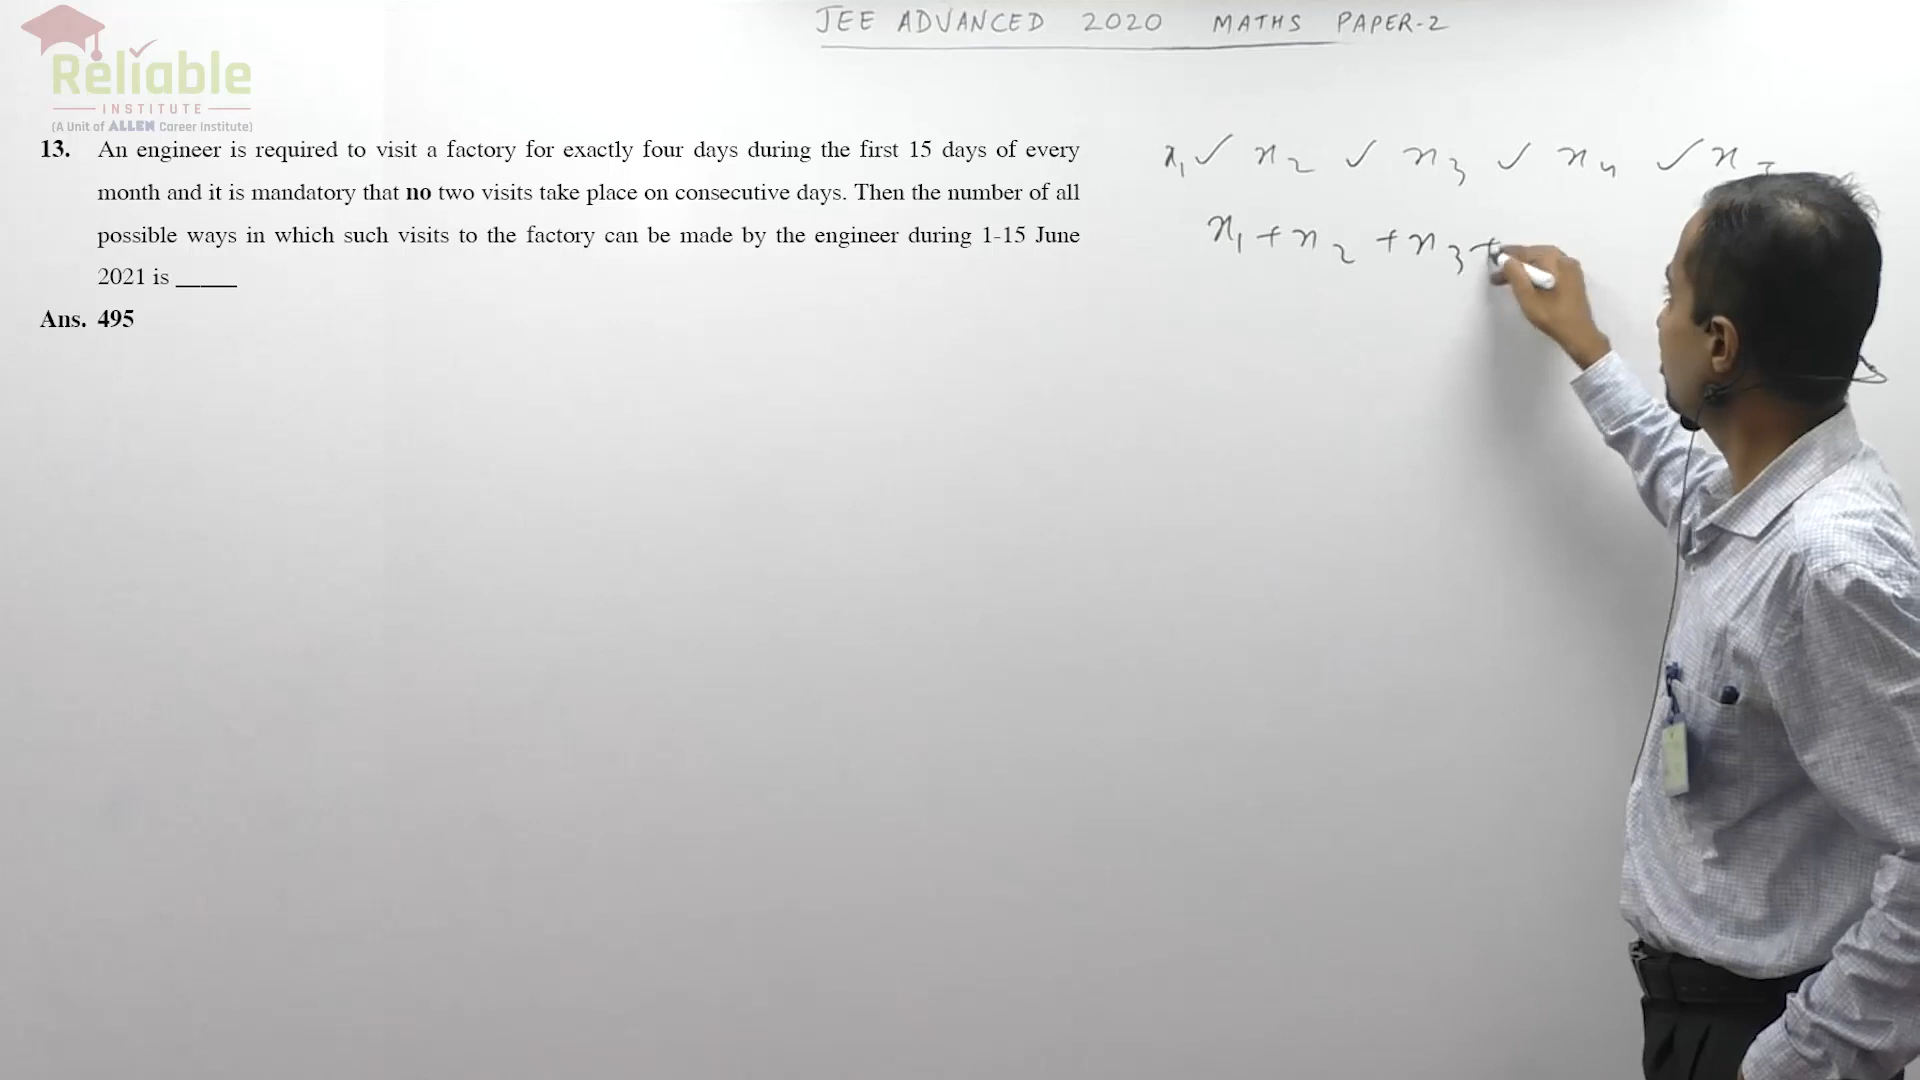 JEE ADVANCED 2020 MATHS PAPER-2
Reliable
INSTITUTE
(A Unit of ALLEN Career Institute)
13. An engineer is required to visit a factory for exactly four days during the first 15 days of every
month and it is mandatory that no two visits take place on consecutive days. Then the number of all
possible ways in which such visits to the factory can be made by the engineer during 1-15 June
2021 is _____
Ans. 495
x₁ ✓ x₂ ✓ x₃ ✓ x₄ ✓ x
x₁ + x₂ + x₃ +